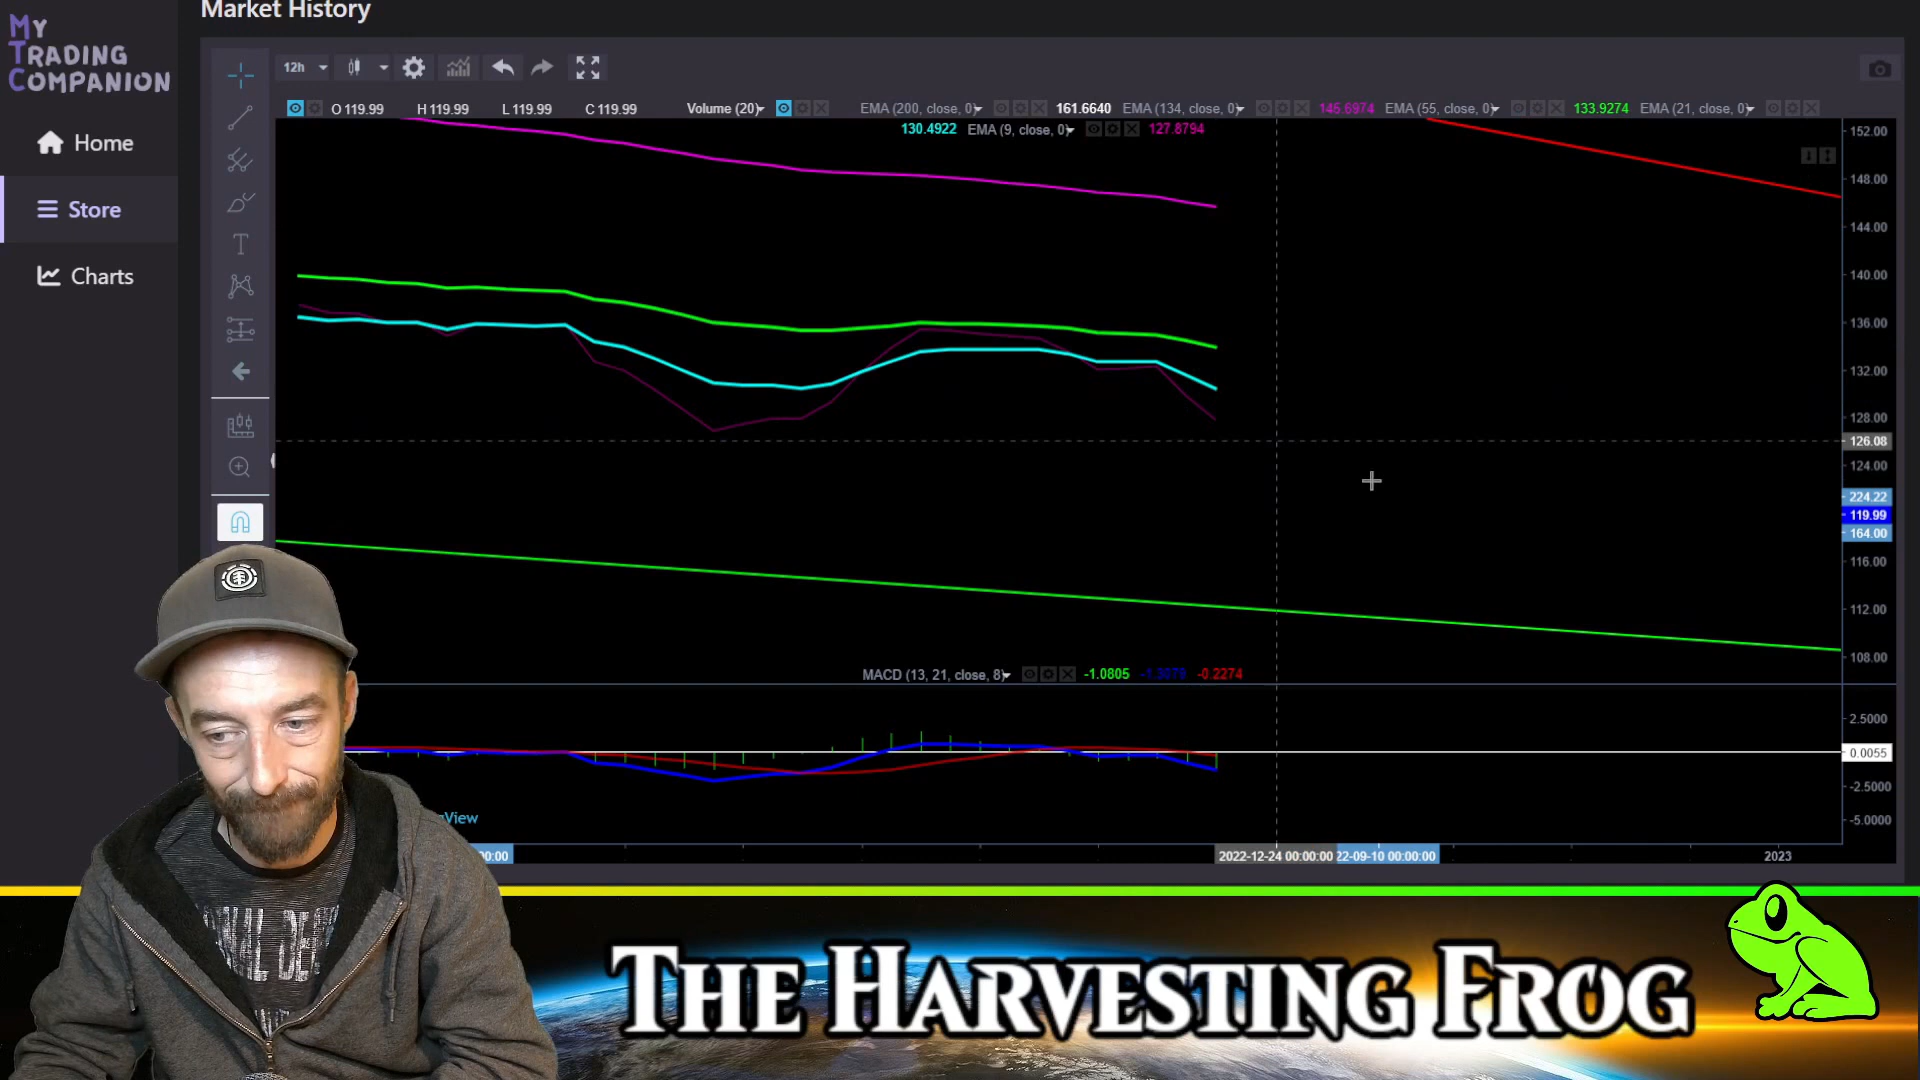 Market History
MY
TRADING
COMPANION
Home
Store
Charts
12h
O 119.99 H 119.99 L 119.99 C 119.99 Volume (20) EMA (200, close, 0) 161.6640 EMA (134, close, 0) 145.6974 EMA (55, close, 0) 133.9274 EMA (21, close, 0)
130.4922 EMA (9, close, 0) 127.8794
152.00
148.00
144.00
140.00
136.00
132.00
128.00
126.08
124.00
224.22
119.99
164.00
116.00
112.00
108.00
MACD (13, 21, close, 8) -1.0805 -1.3079 -0.2274
2.5000
0.0055
-2.5000
-5.0000
View
00:00 2022-12-24 00:00:00 22-09-10 00:00:00 2023
THE HARVESTING FROG